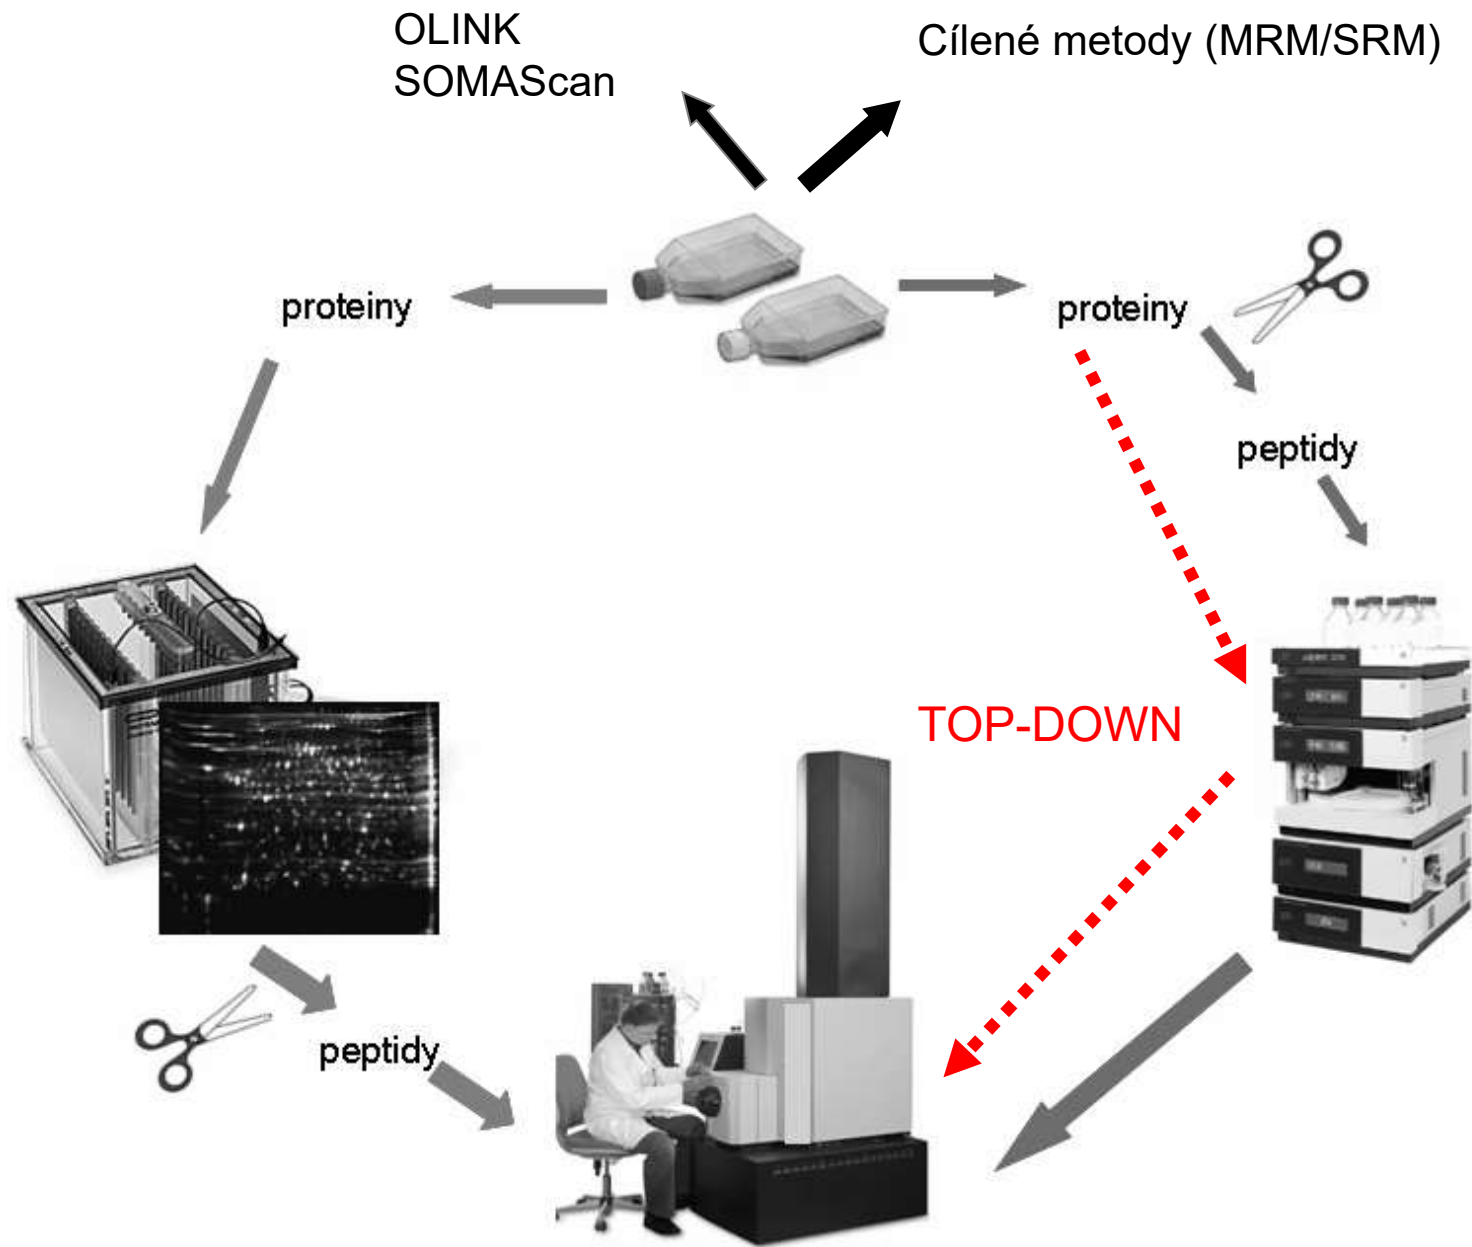 OLINK
SOMAScan
Cílené metody (MRM/SRM)
proteiny
proteiny
peptidy
TOP-DOWN
peptidy